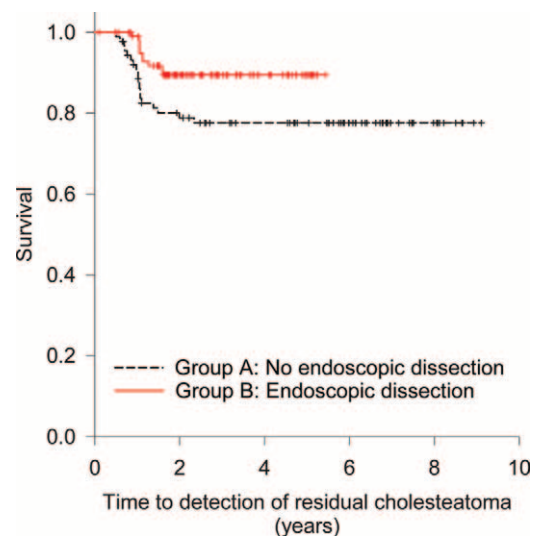 1.0
0.8
0.6
0.4
0.2
0.0
Survival
Group A: No endoscopic dissection
Group B: Endoscopic dissection
0 2 4 6 8 10
Time to detection of residual cholesteatoma
(years)